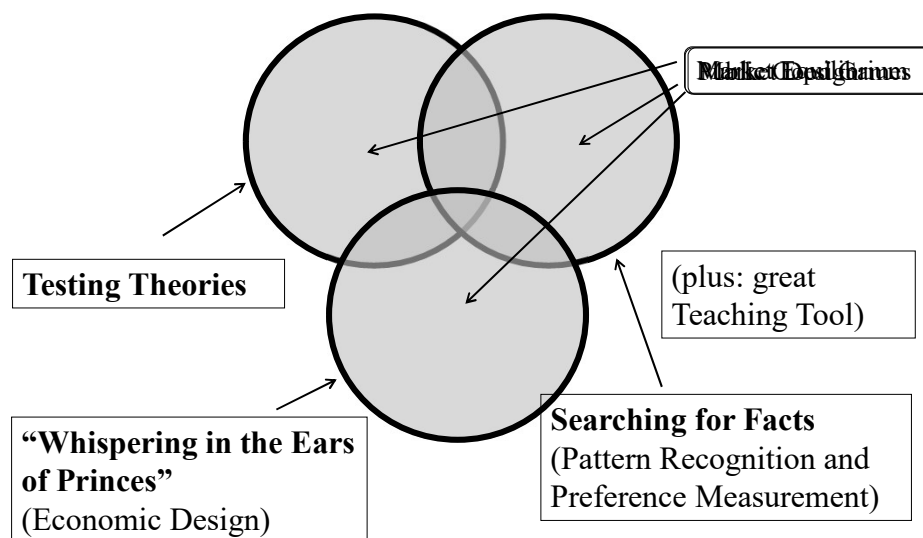 Testing Theories
(plus: great
Teaching Tool)
“Whispering in the Ears
of Princes”
(Economic Design)
Searching for Facts
(Pattern Recognition and
Preference Measurement)